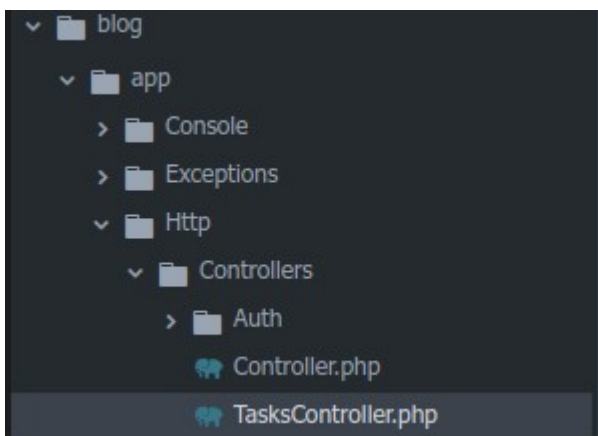 blog
app
Console
Exceptions
Http
Controllers
Auth
Controller.php
TasksController.php